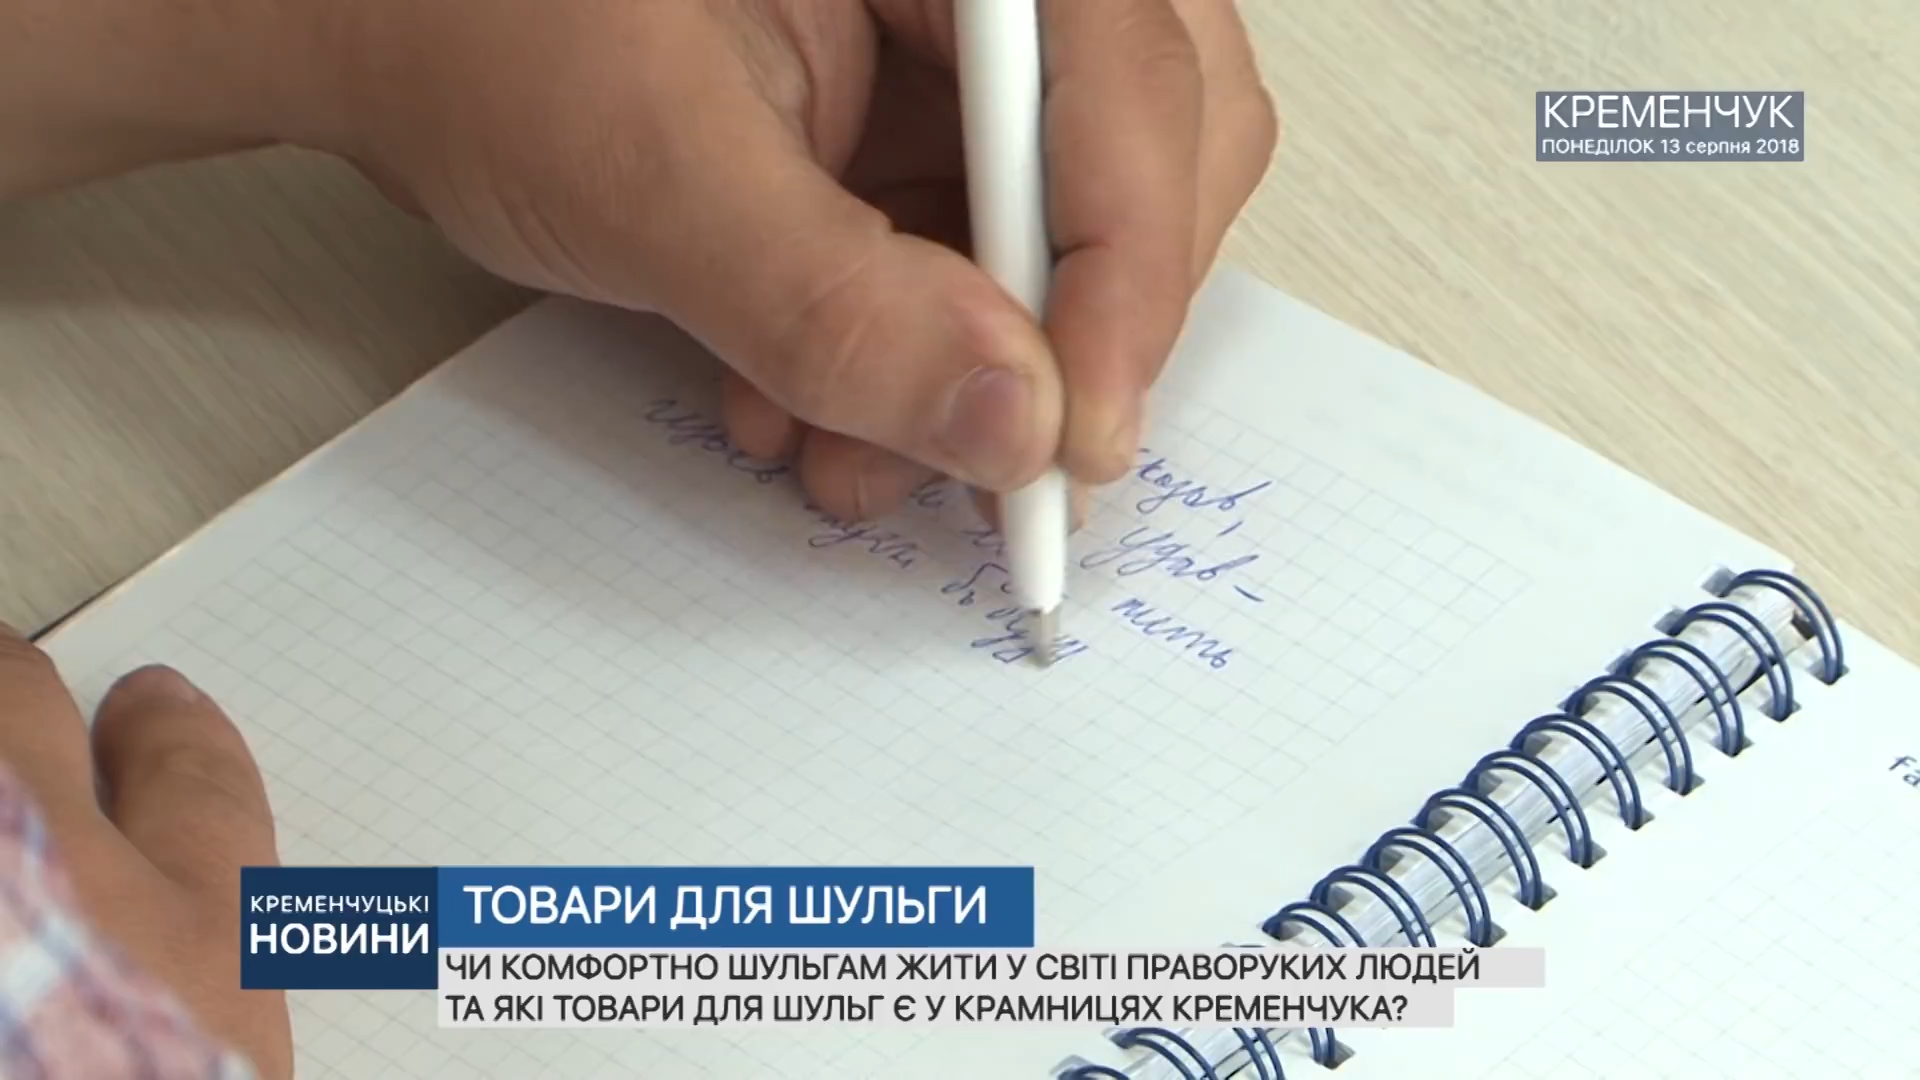 КРЕМЕНЧУК
ПОНЕДІЛОК 13 серпня 2018
удав –
КРЕМЕНЧУЦЬКІ
НОВИНИ
ТОВАРИ ДЛЯ ШУЛЬГИ
ЧИ КОМФОРТНО ШУЛЬГАМ ЖИТИ У СВІТІ ПРАВОРУКИХ ЛЮДЕЙ
ТА ЯКІ ТОВАРИ ДЛЯ ШУЛЬГ Є У КРАМНИЦЯХ КРЕМЕНЧУКА?